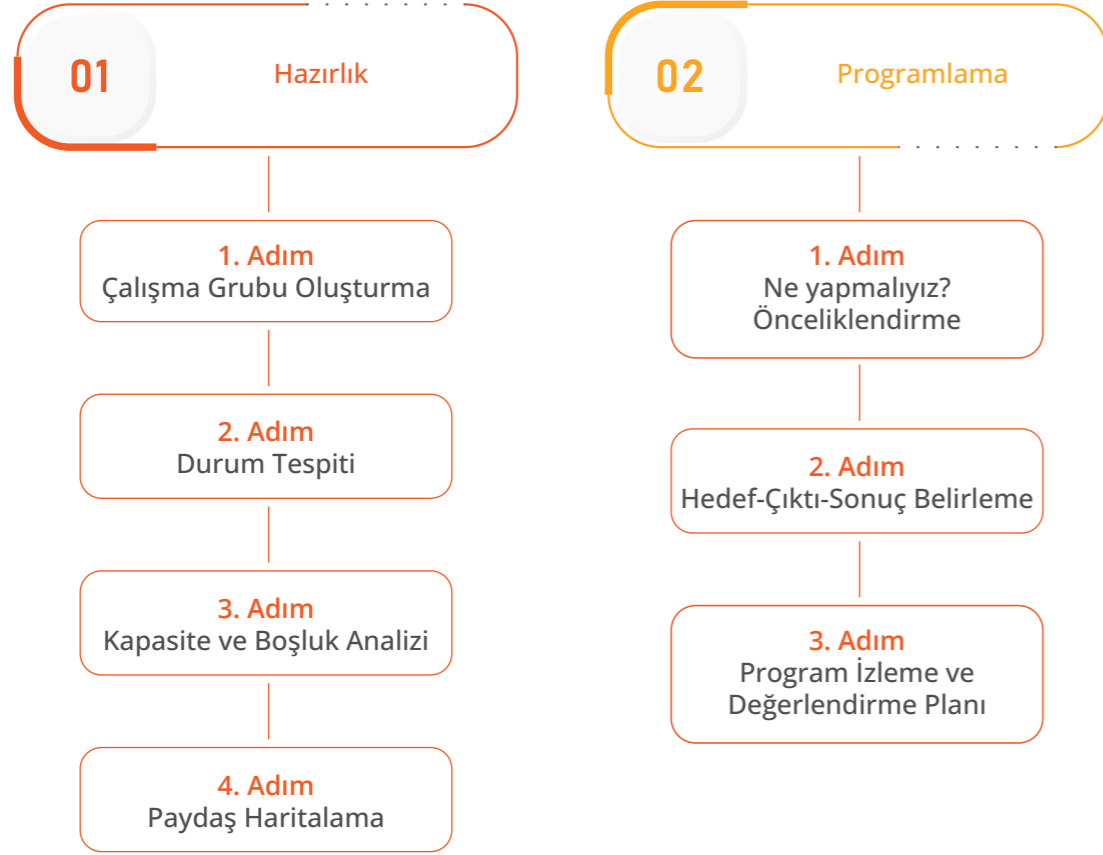 01
Hazırlık
1. Adım
Çalışma Grubu Oluşturma
2. Adım
Durum Tespiti
3. Adım
Kapasite ve Boşluk Analizi
4. Adım
Paydaş Haritalama
02
Programlama
1. Adım
Ne yapmalıyız?
Önceliklendirme
2. Adım
Hedef-Çıktı-Sonuç Belirleme
3. Adım
Program İzleme ve
Değerlendirme Planı